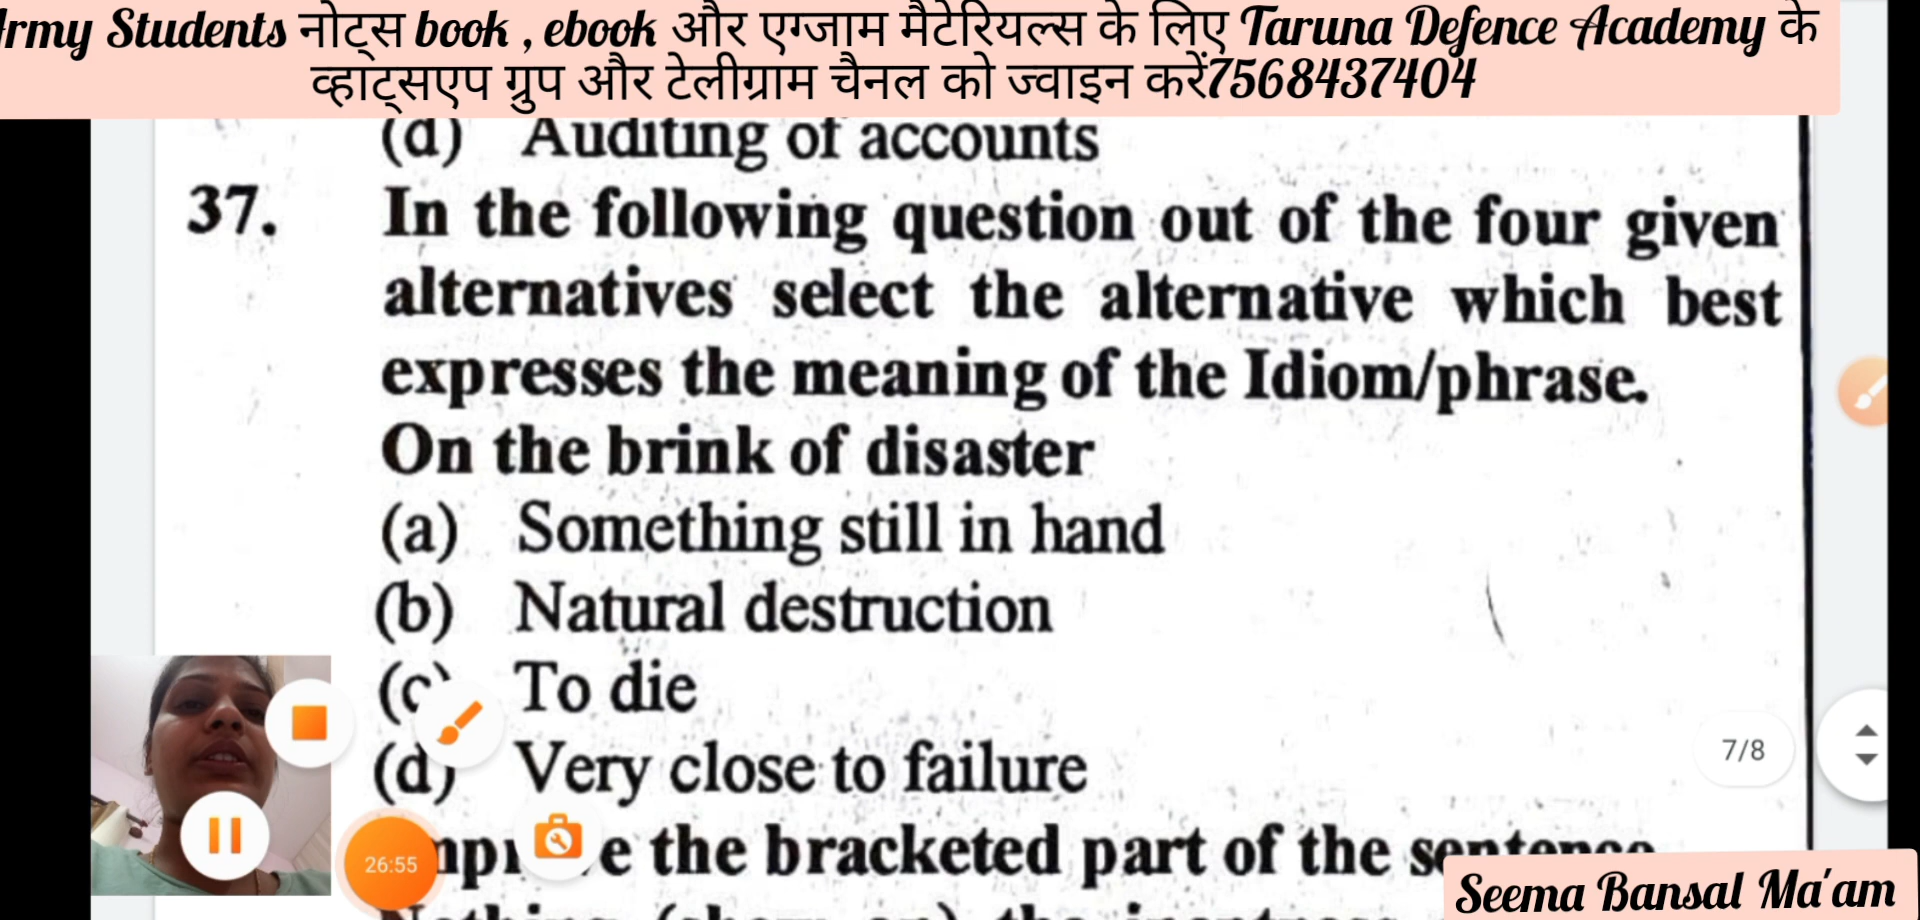 Students नोट्स book , ebook और एग्जाम मैटेरियल्स के लिए Taruna Defence Academy के
व्हाट्सएप ग्रुप और टेलीग्राम चैनल को ज्वाइन करें7568437404
(d) Auditing of accounts
37. In the following question out of the four given
alternatives select the alternative which best
expresses the meaning of the Idiom/phrase.
On the brink of disaster
(a) Something still in hand
(b) Natural destruction
(c) To die
(d) Very close to failure
7/8
26:55
the bracketed part of the sentence
Seema Bansal Ma'am